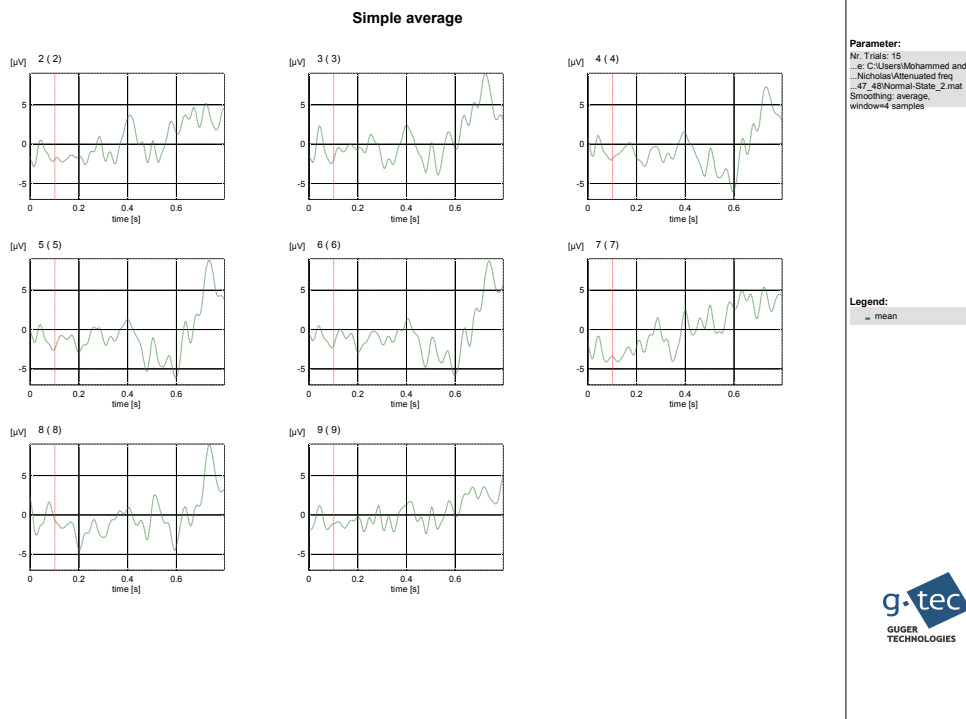 Simple average
[µV] 2 ( 2)
5
0
-5
0 0.2 0.4 0.6
time [s]
[µV] 3 ( 3)
5
0
-5
0 0.2 0.4 0.6
time [s]
[µV] 4 ( 4)
5
0
-5
0 0.2 0.4 0.6
time [s]
[µV] 5 ( 5)
5
0
-5
0 0.2 0.4 0.6
time [s]
[µV] 6 ( 6)
5
0
-5
0 0.2 0.4 0.6
time [s]
[µV] 7 ( 7)
5
0
-5
0 0.2 0.4 0.6
time [s]
[µV] 8 ( 8)
5
0
-5
0 0.2 0.4 0.6
time [s]
[µV] 9 ( 9)
5
0
-5
0 0.2 0.4 0.6
time [s]
Parameter:
Nr. Trials: 15
...e: C:\Users\Mohammed and
...Nicholas\Attenuated freq
...47_48\Normal-State_2.mat
Smoothing: average,
window=4 samples
Legend:
mean
g.tec
GUGER
TECHNOLOGIES